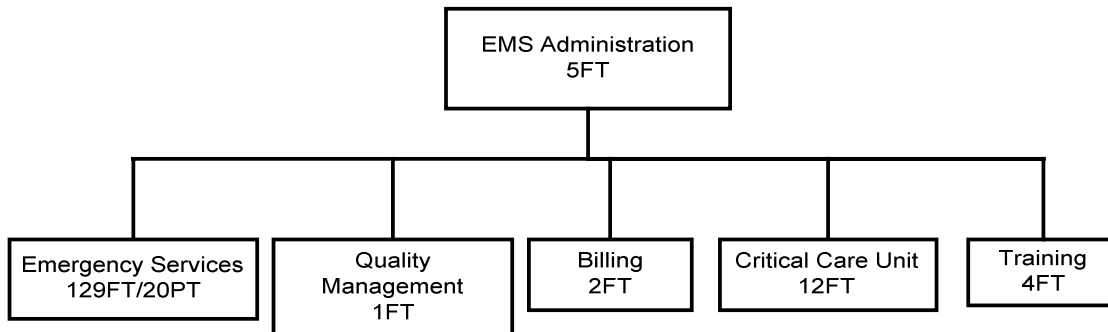 EMS Administration
5FT
Emergency Services
129FT/20PT
Quality
Management
1FT
Billing
2FT
Critical Care Unit
12FT
Training
4FT